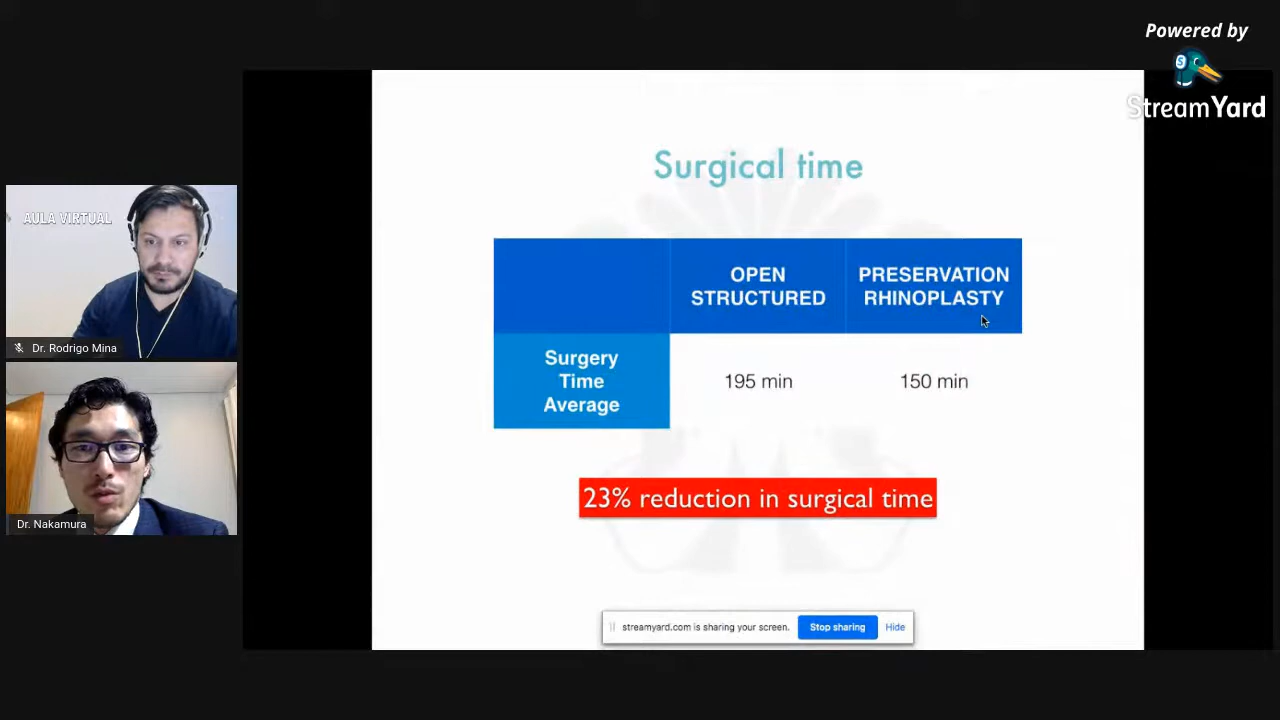 Powered by
StreamYard
AULA VIRTUAL
Dr. Rodrigo Mina
Dr. Nakamura
Surgical time
OPEN
STRUCTURED
PRESERVATION
RHINOPLASTY
Surgery
Time
Average
195 min
150 min
23% reduction in surgical time
streamyard.com is sharing your screen.
Stop sharing
Hide